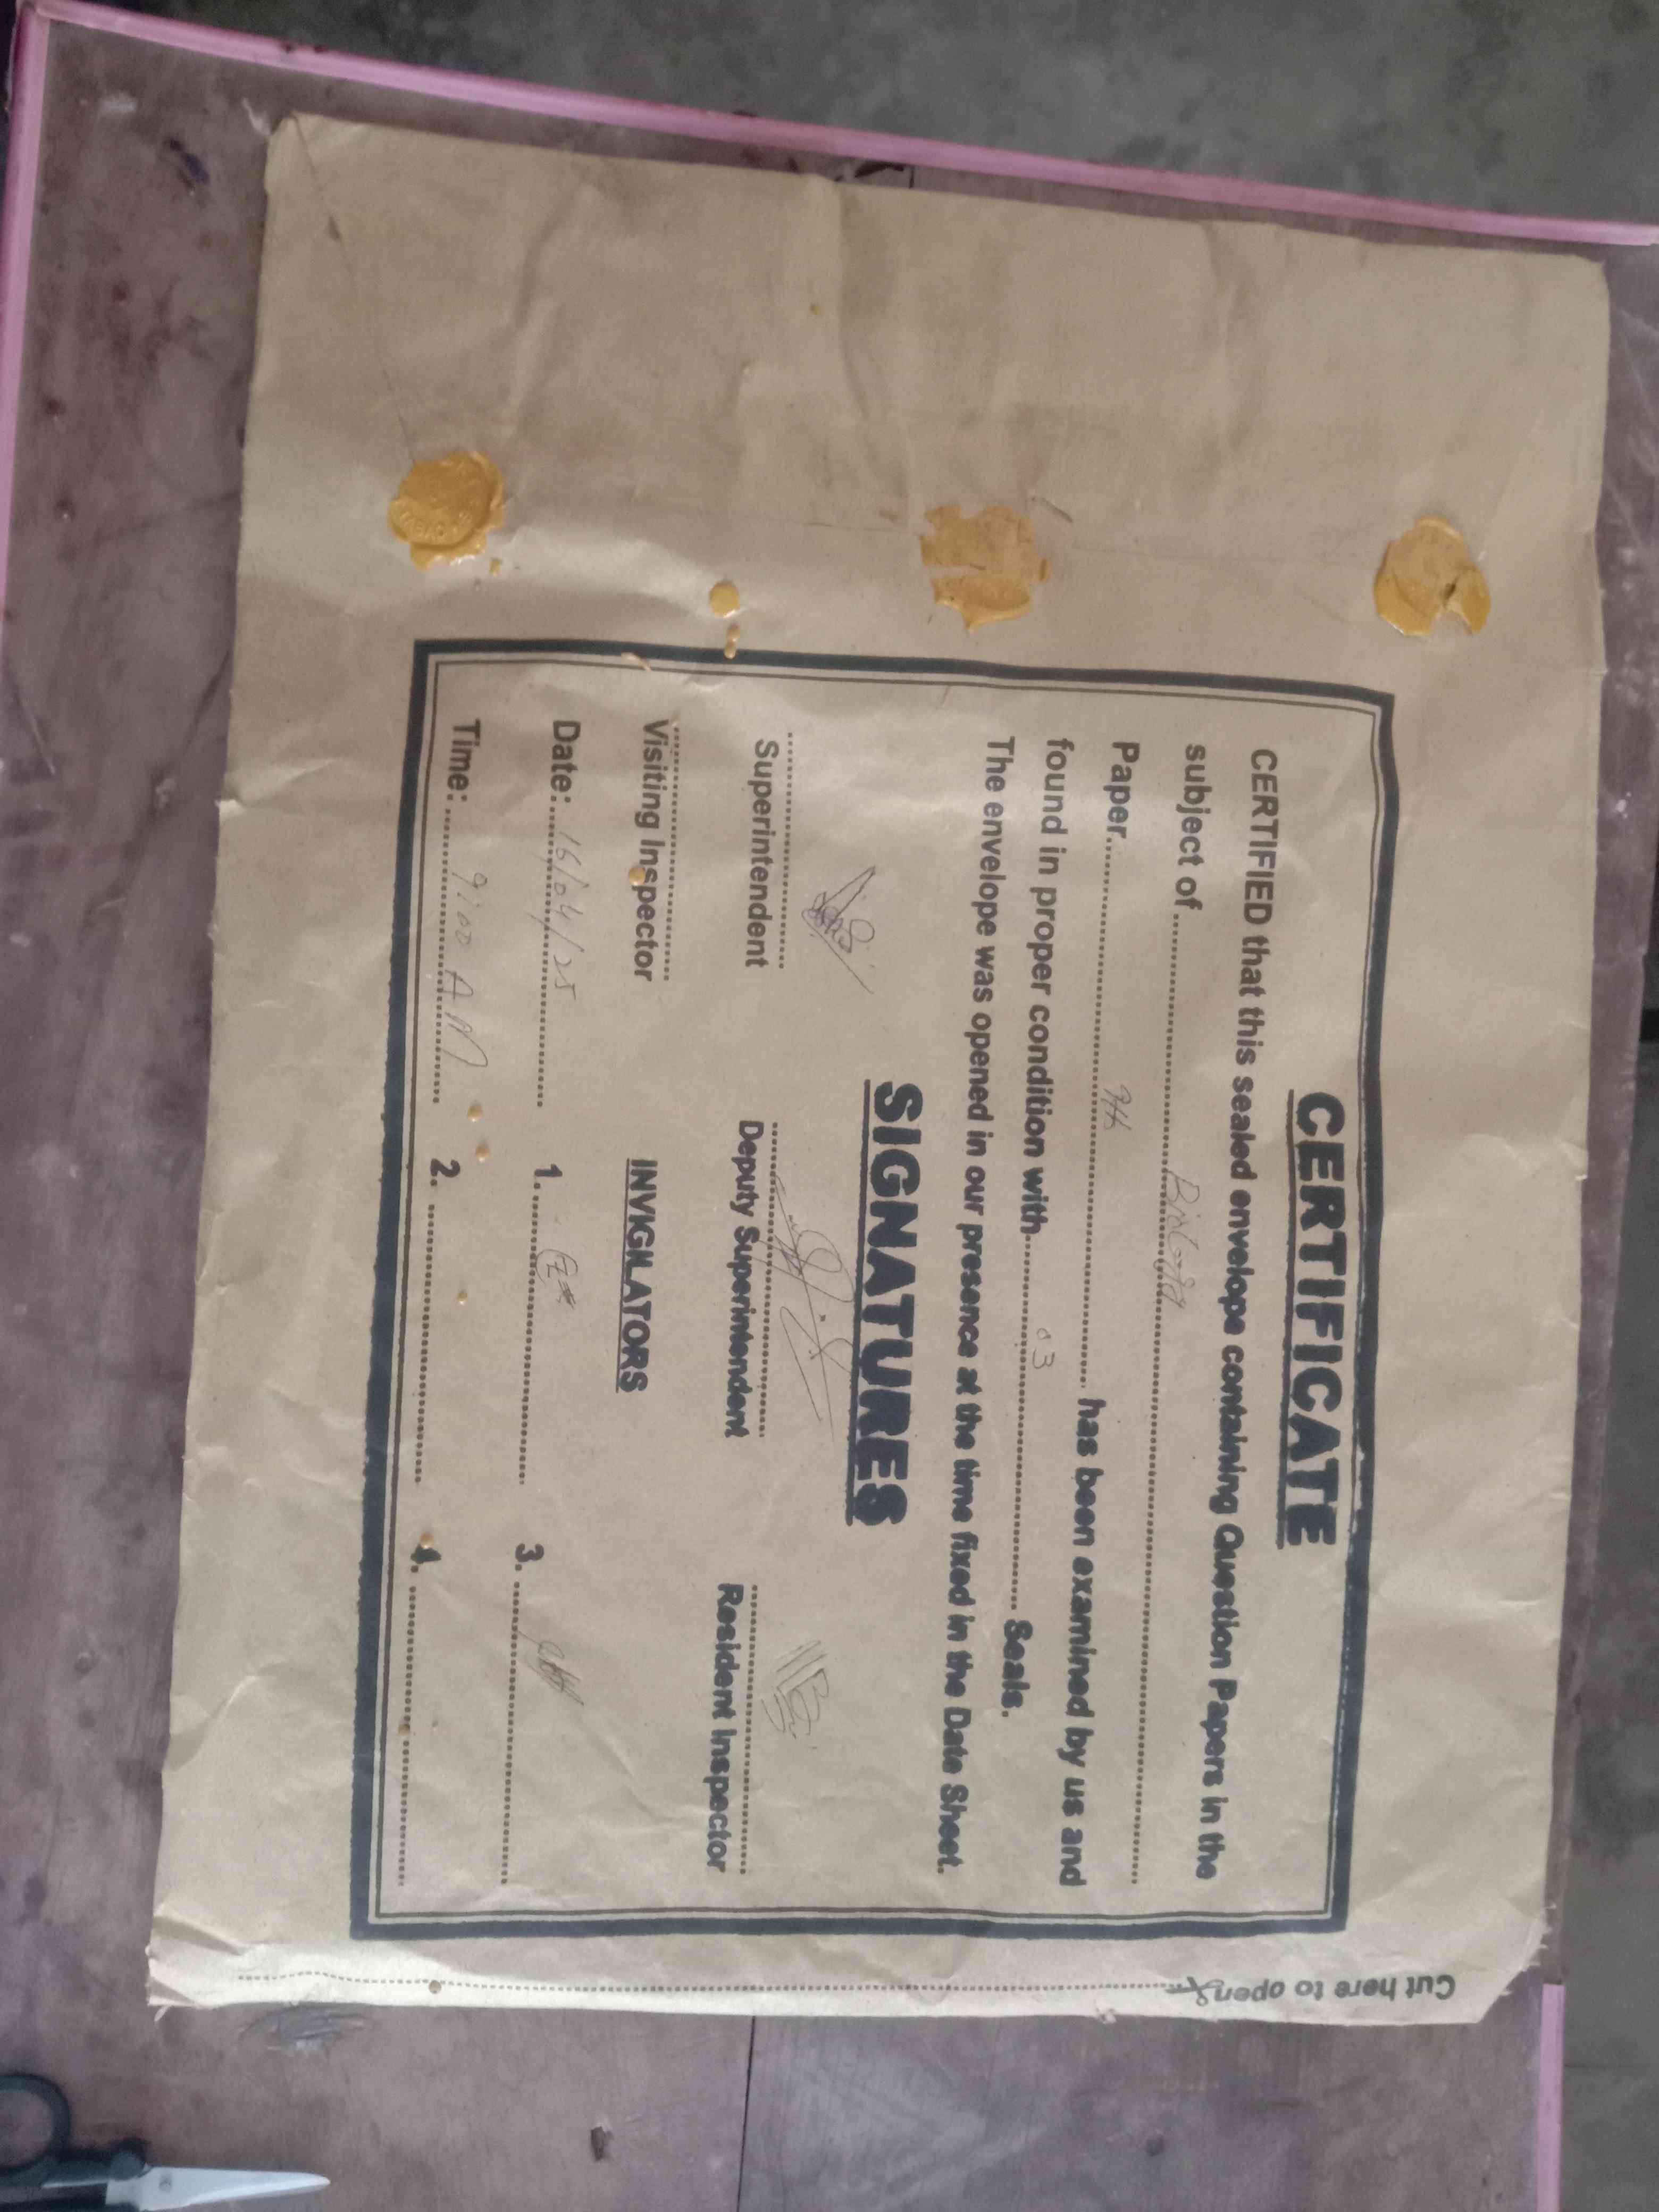 CERTIFICATE
CERTIFIED that this sealed envelope containing Question Papers in the
subject of .......... Biology ..........
Paper.......... 9th .......... has been examined by us and
found in proper condition with.......... 03 .......... Seals.
The envelope was opened in our presence at the time fixed in the Date Sheet.
SIGNATURES
Superintendent Deputy Superintendent Resident Inspector
Visiting Inspector INVIGILATORS
Date: 16/04/25 1. 3.
Time: 9:00 AM 2. 4.
Cut here to open